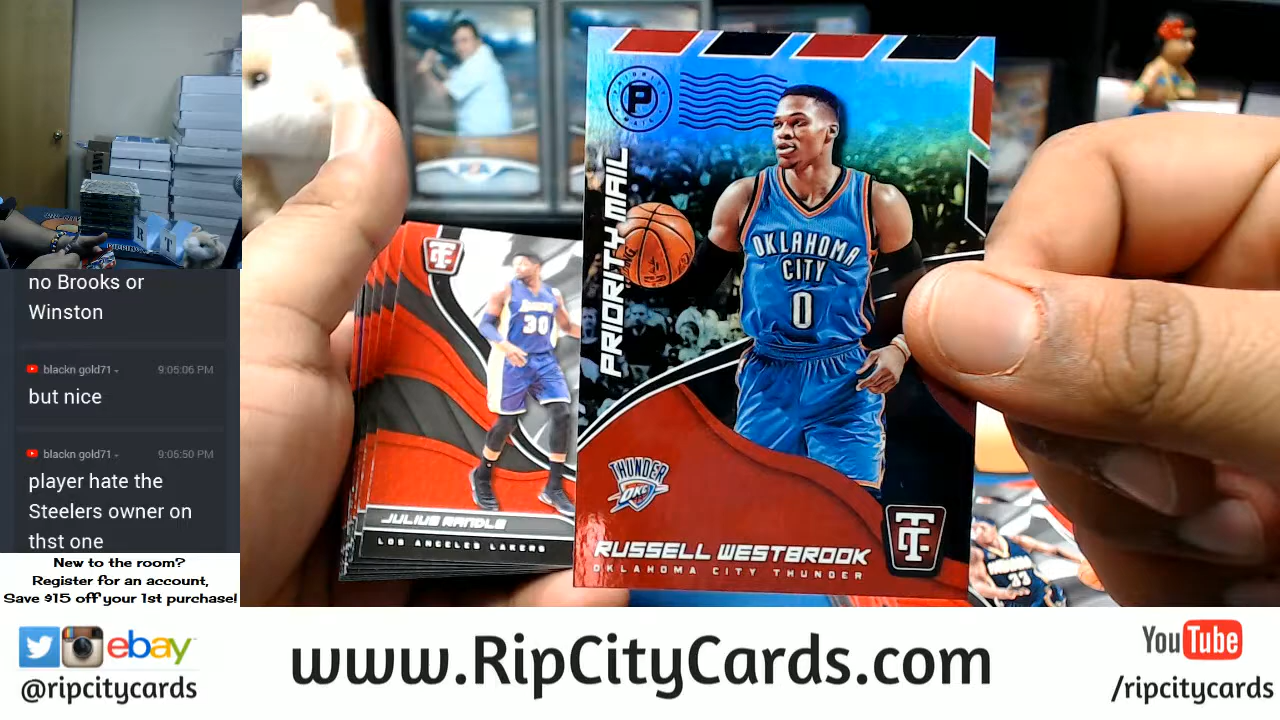 no Brooks or
Winston
blackn gold71
9:05:06 PM
but nice
blackn gold71
9:05:50 PM
player hate the
Steelers owner on
thst one
New to the room?
Register for an account,
Save $15 off your 1st purchase!
PRIORITY
P
MAIL
PRIORITY MAIL
OKLAHOMA
CITY
0
THUNDER
OKC
RUSSELL WESTBROOK
OKLAHOMA CITY THUNDER
30
JULIUS RANDLE
LOS ANGELES LAKERS
33
ebay
@ripcitycards
www.RipCityCards.com
YouTube
/ripcitycards